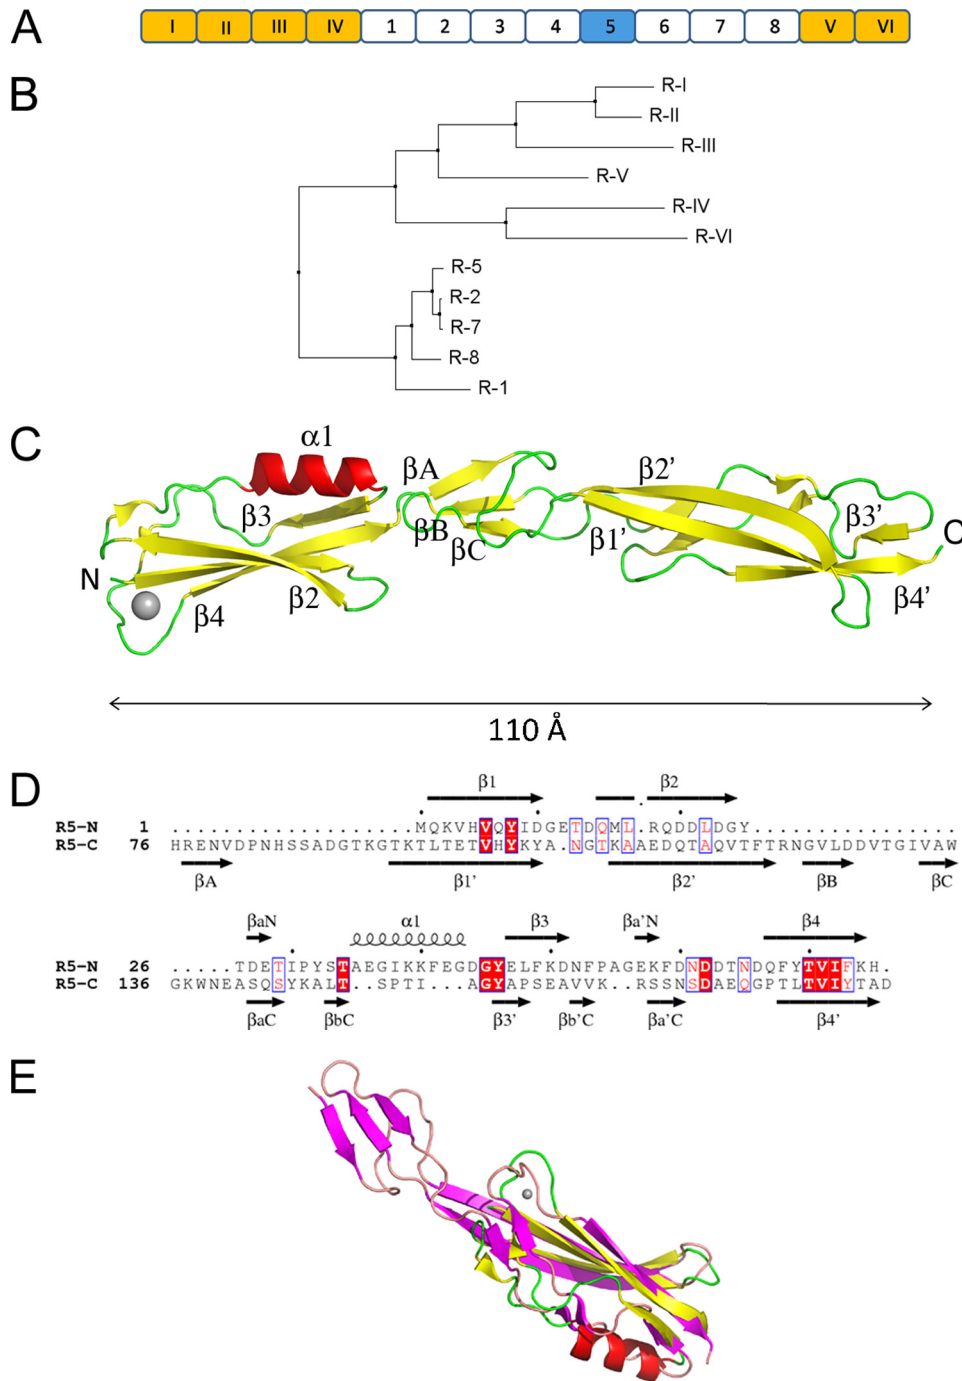 A
I II III IV 1 2 3 4 5 6 7 8 V VI
B
R-I
R-II
R-III
R-V
R-IV
R-VI
R-5
R-2
R-7
R-8
R-1
C
α1
βA
β2'
β3
βB
βC
β1'
β3'
C
N
β4
β2
β4'
110 Å
D
β1 β2
R5-N 1 ...................MQKVHVQYIDGETDQML.RQDDLDGY................
R5-C 76 HRENVDPNHSSADGTKGTKTLTETVHYKYA.NGTKAAEDQTAQVTFTRNGVLDDVTGIVAW
βA β1' β2' βB βC
βaN α1 β3 βa'N β4
R5-N 26 .....TDETIPYSTAEGIKKFEGDGYELFKDNFPAGEKFDNDDTNDQFYTVIFKH.
R5-C 136 GKWNEASQSYKALT..SPTI...AGYAPSEAVVK..RSSNSDAEQGPTLTVIYTAD
βaC βbC β3' βb'C βa'C β4'
E